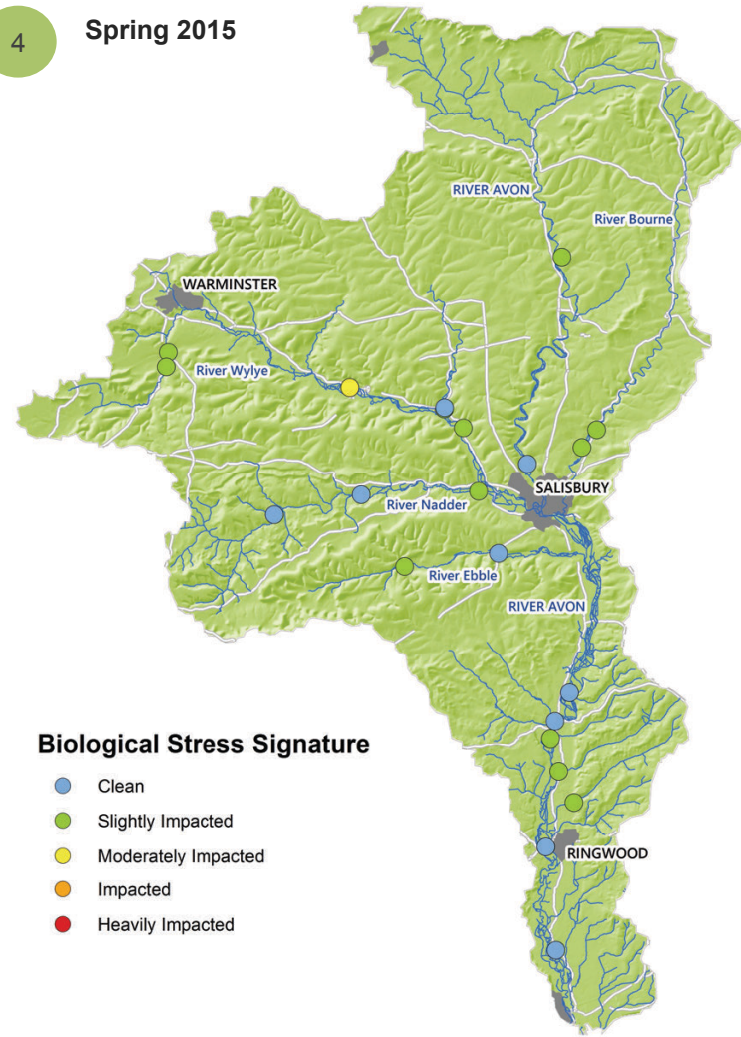 4
Spring 2015
RIVER AVON
River Bourne
WARMINSTER
River Wylye
SALISBURY
River Nadder
River Ebble
RIVER AVON
Biological Stress Signature
Clean
Slightly Impacted
Moderately Impacted
Impacted
Heavily Impacted
RINGWOOD